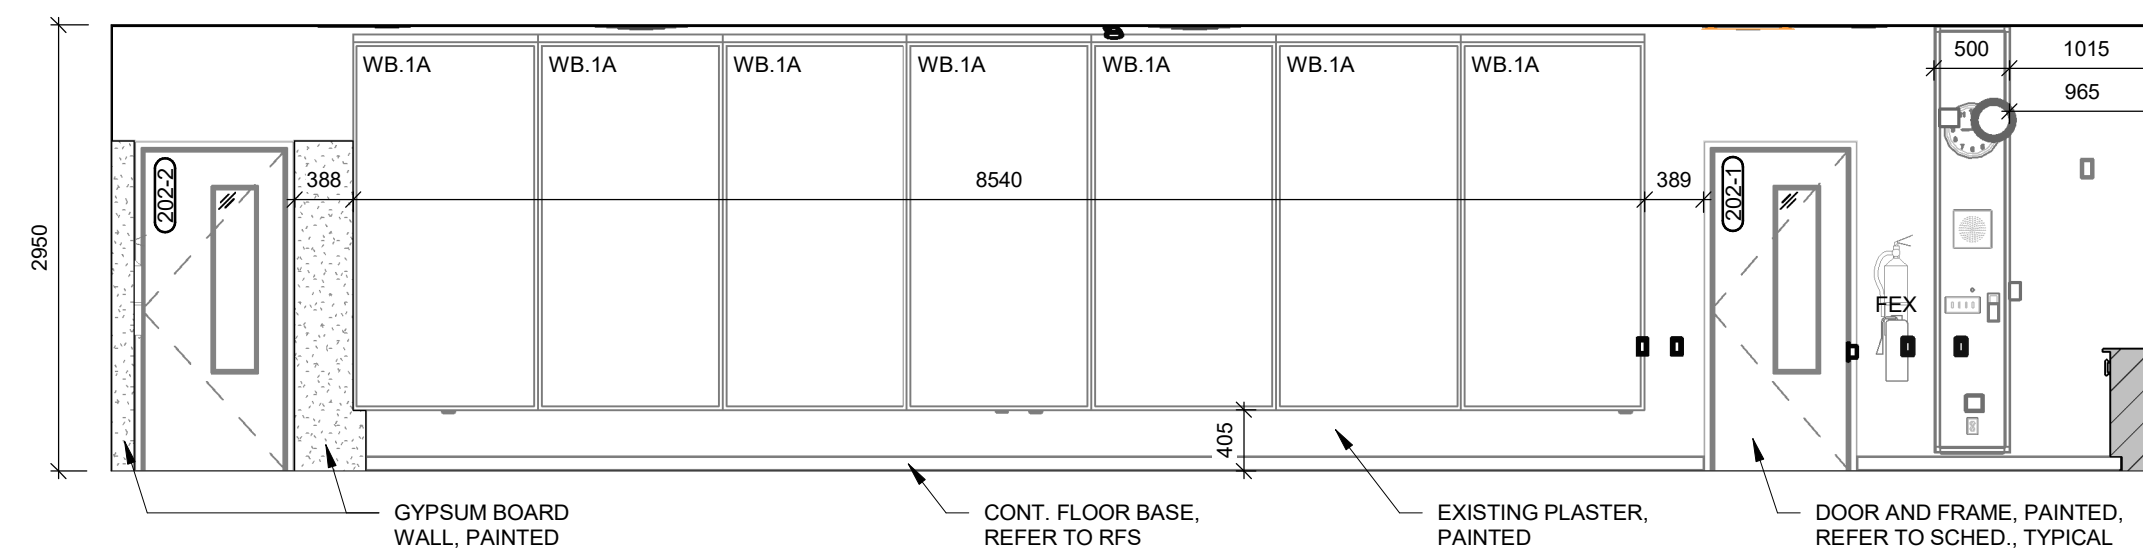 500
1015
WB.1A
WB.1A
WB.1A
WB.1A
WB.1A
WB.1A
WB.1A
965
202-2
388
8540
389
202-1
2950
FEX
405
GYPSUM BOARD
WALL, PAINTED
CONT. FLOOR BASE,
REFER TO RFS
EXISTING PLASTER,
PAINTED
DOOR AND FRAME, PAINTED,
REFER TO SCHED., TYPICAL